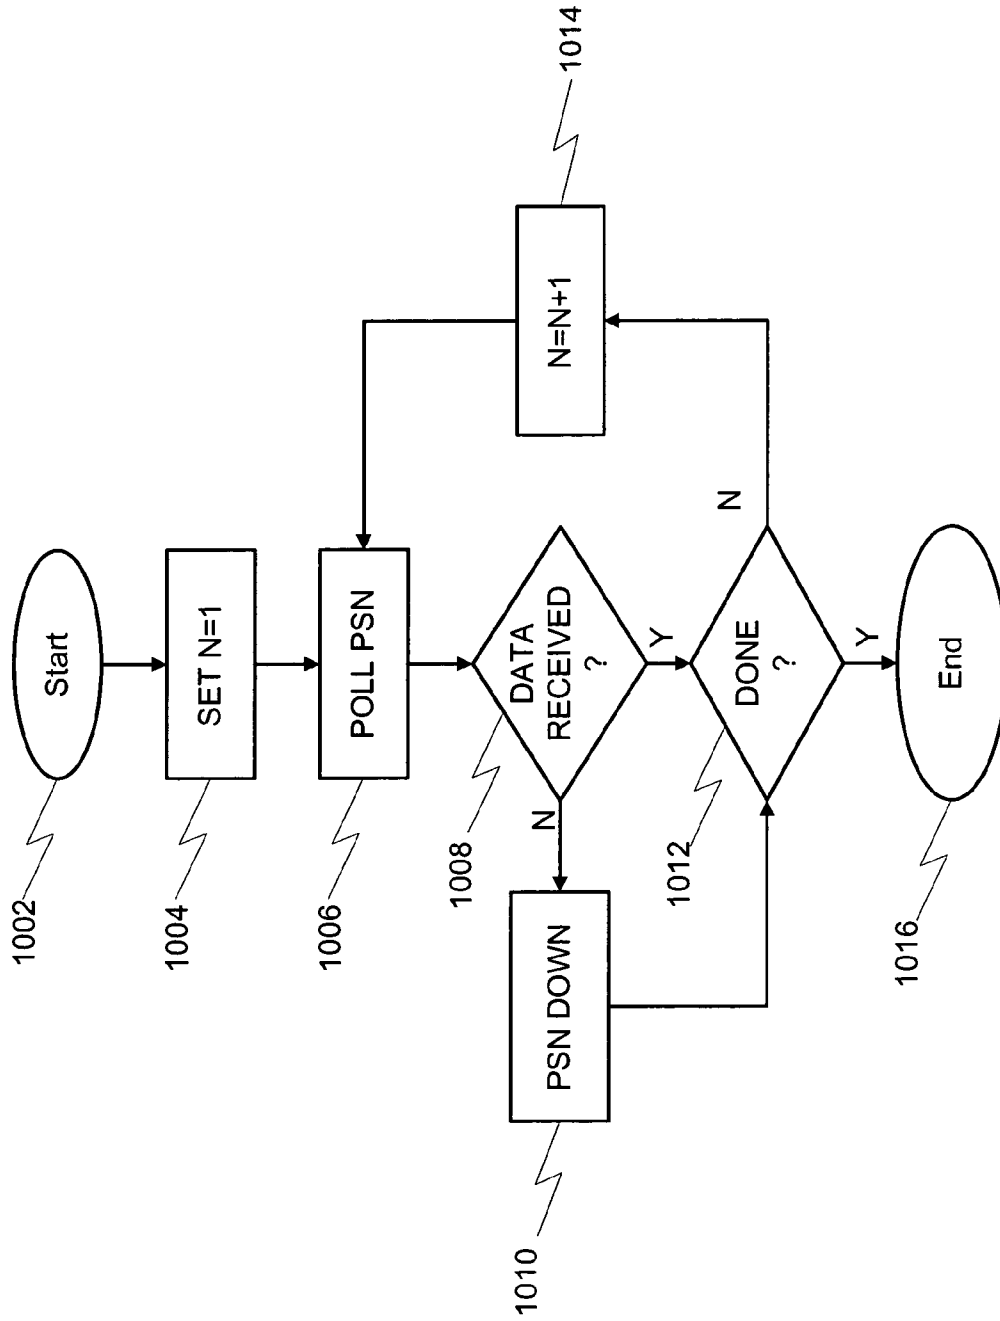 Start
1002
SET N=1
1004
POLL PSN
1006
DATA
RECEIVED
?
1008
N
Y
PSN DOWN
1010
DONE
?
1012
N
Y
N=N+1
1014
End
1016